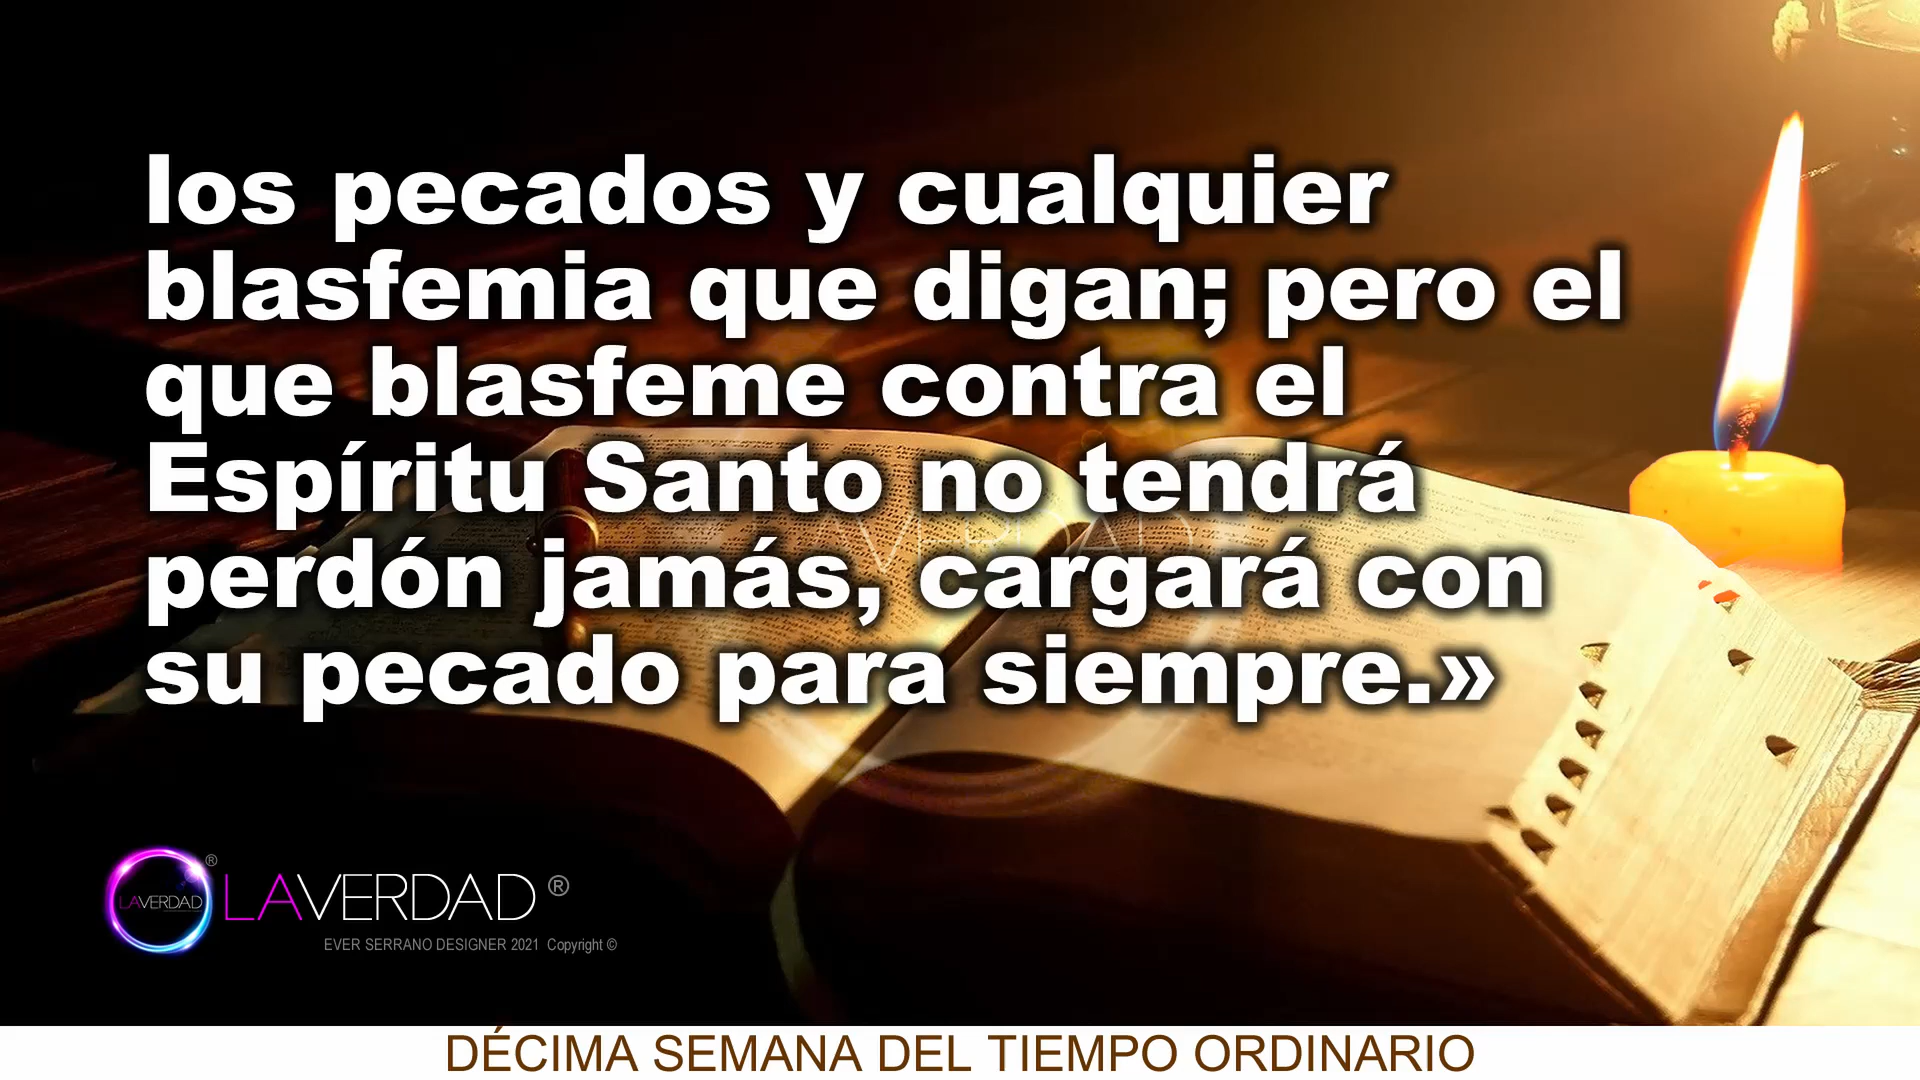 los pecados y cualquier
blasfemia que digan; pero el
que blasfeme contra el
Espíritu Santo no tendrá
perdón jamás, cargará con
su pecado para siempre.»
LAVERDAD
LAVERDAD
®
LAVERDAD ®
EVER SERRANO DESIGNER 2021 Copyright ©
DÉCIMA SEMANA DEL TIEMPO ORDINARIO